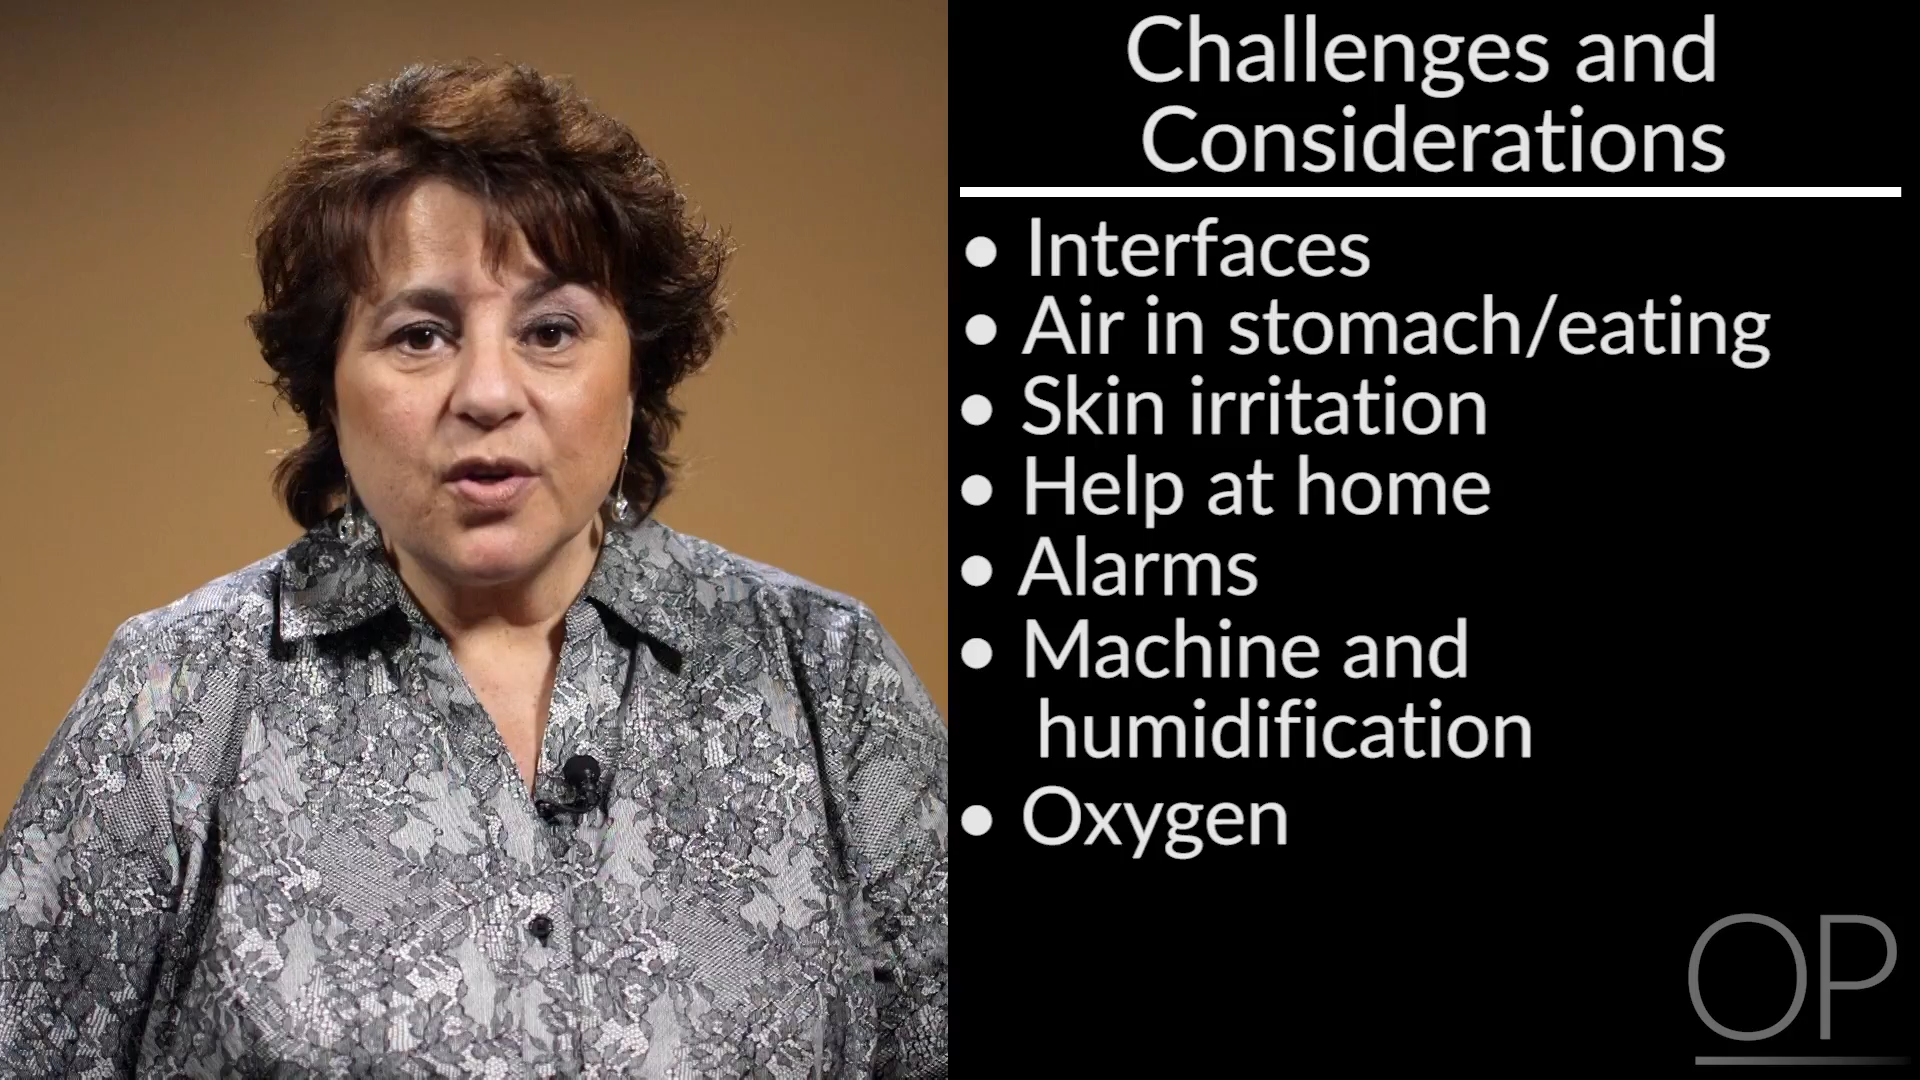 Challenges and
Considerations
• Interfaces
• Air in stomach/eating
• Skin irritation
• Help at home
• Alarms
• Machine and
humidification
• Oxygen
OP